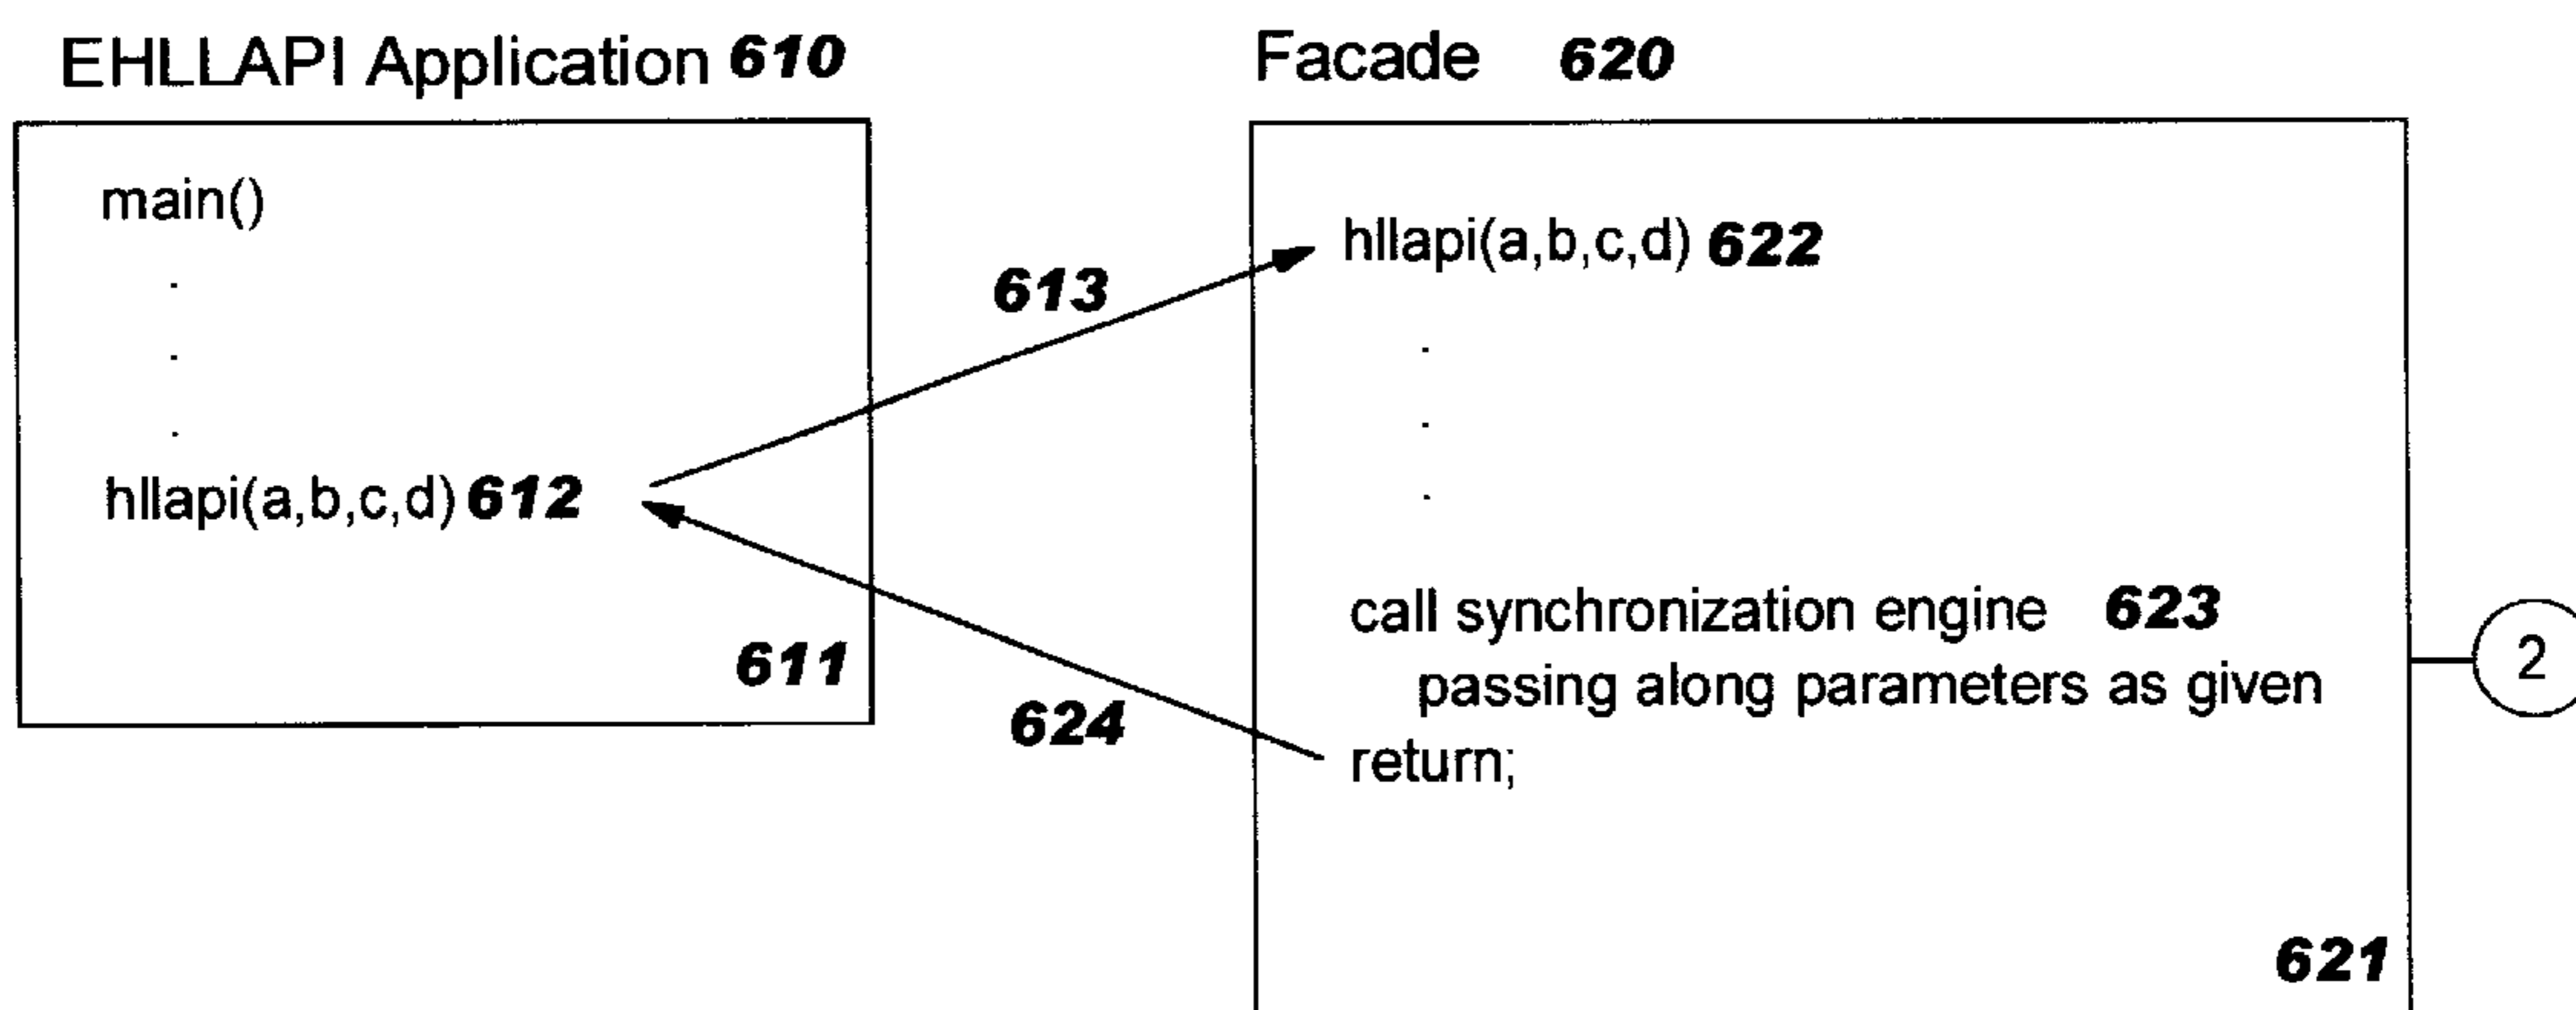 EHLLAPI Application 610
main()
.
.
.
hllapi(a,b,c,d) 612
611
613
624
Facade 620
hllapi(a,b,c,d) 622
.
.
.
call synchronization engine 623
passing along parameters as given
return;
621
2